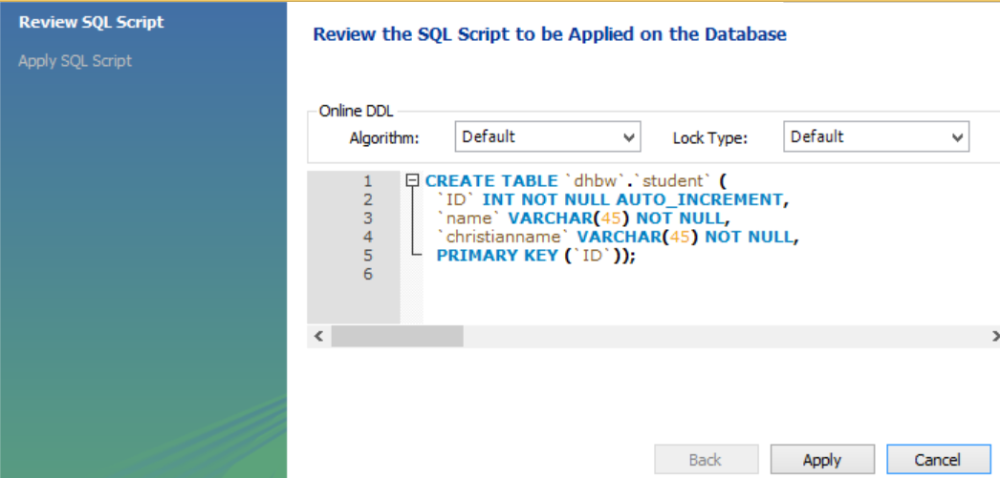 Review SQL Script
Apply SQL Script
Review the SQL Script to be Applied on the Database
Online DDL
Algorithm: Default Lock Type: Default
1 CREATE TABLE `dhbw`.`student` (
2 `ID` INT NOT NULL AUTO_INCREMENT,
3 `name` VARCHAR(45) NOT NULL,
4 `christianname` VARCHAR(45) NOT NULL,
5 PRIMARY KEY (`ID`));
6
Back Apply Cancel